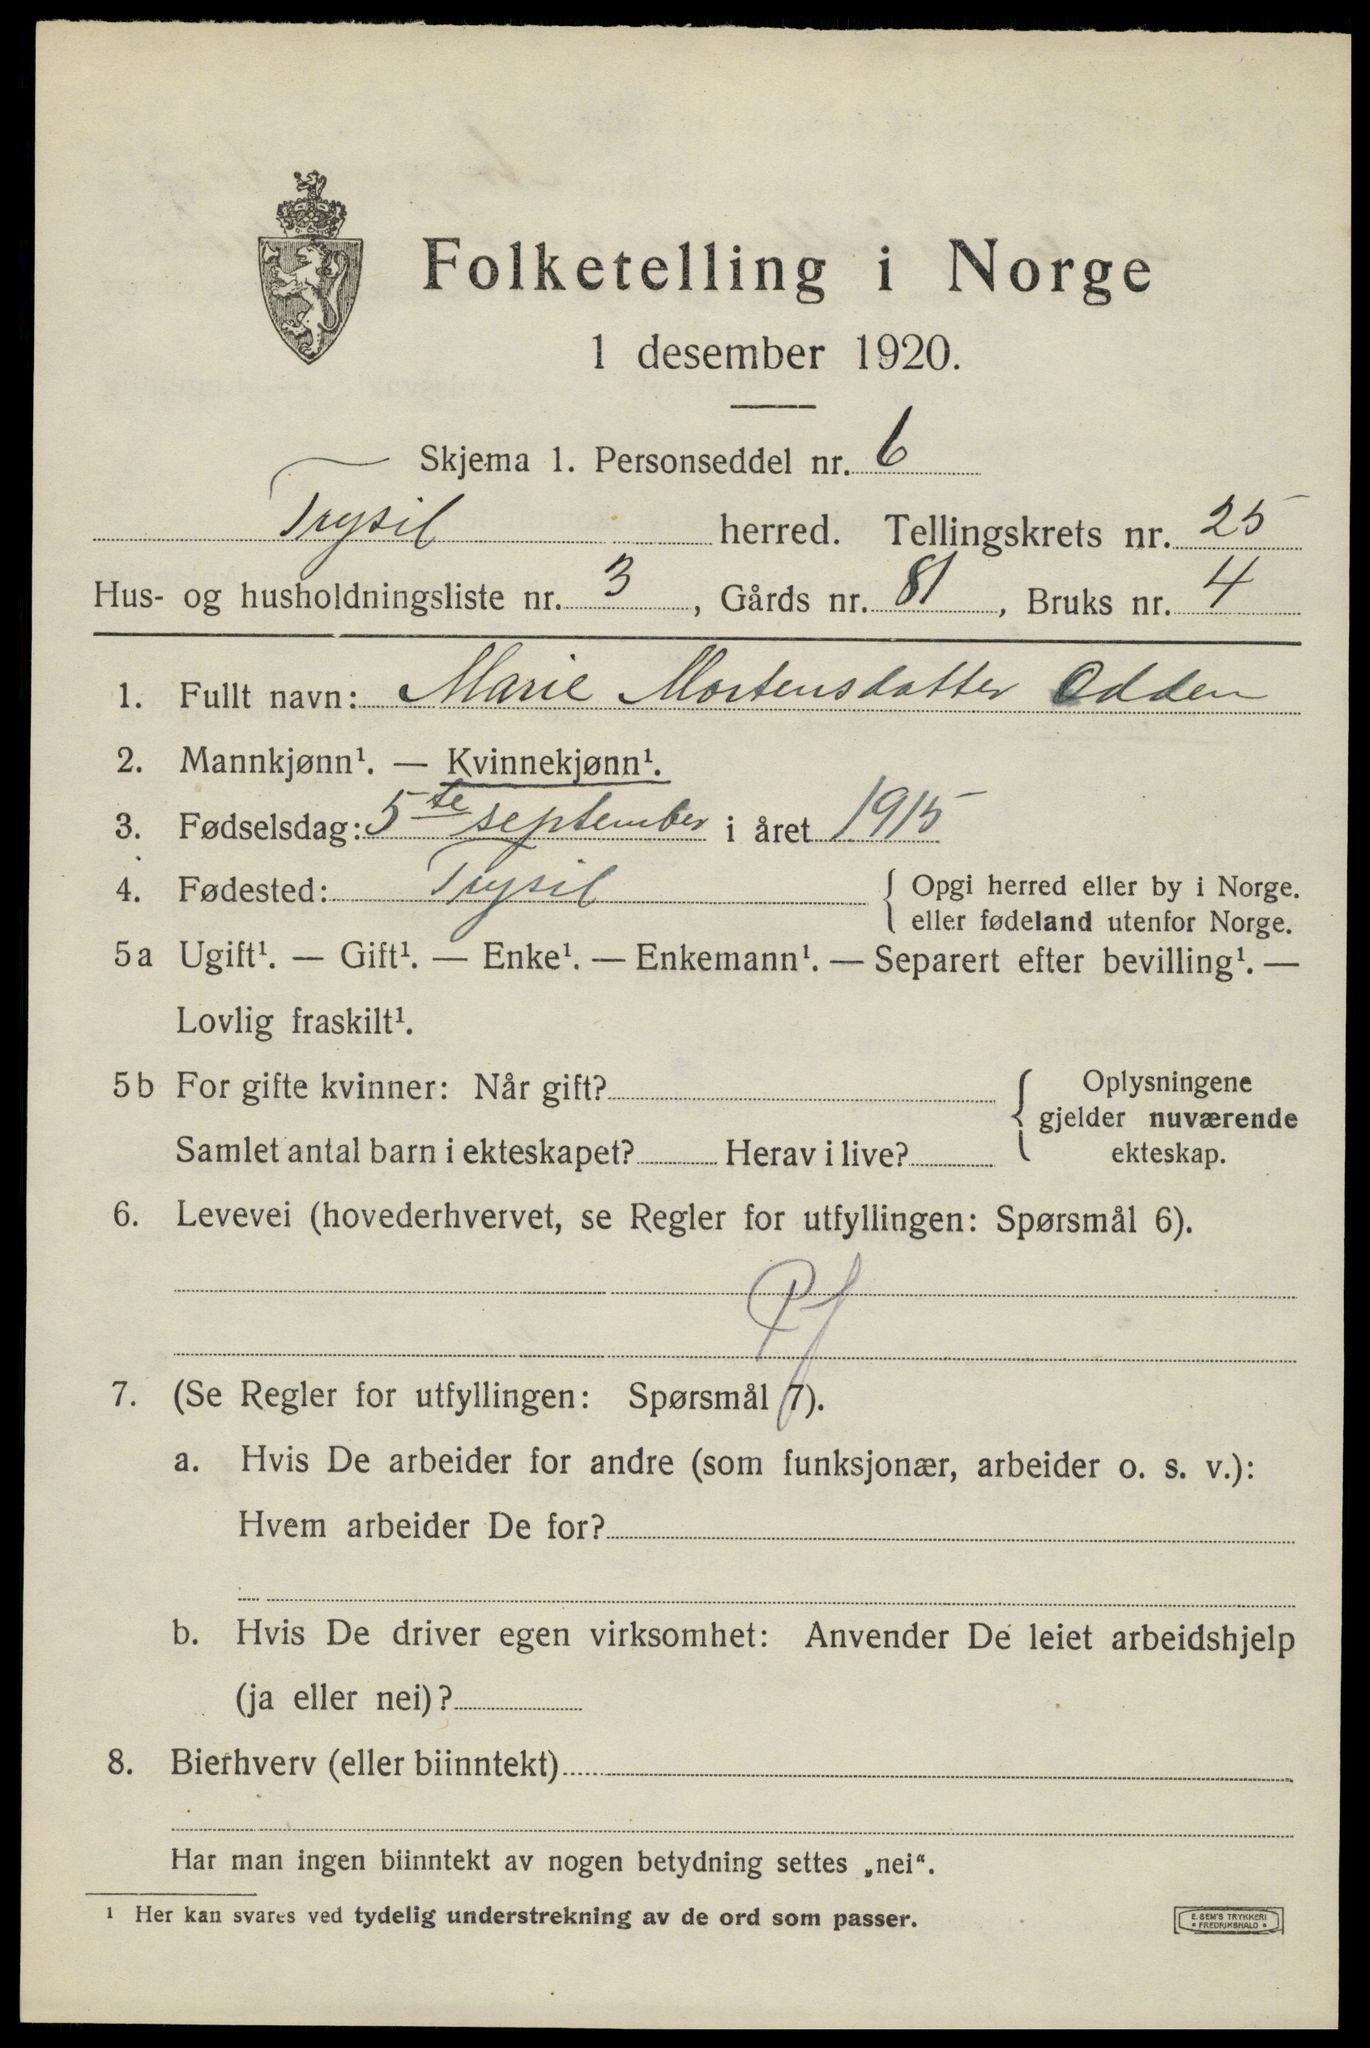 Folketelling i Norge
1 desember 1920.
Skjema 1. Personseddel nr. 6
Trysil herred. Tellingskrets nr. 25
Hus- og husholdningsliste nr. 3, Gårds nr. 81, Bruks nr. 4
1. Fullt navn: Marie Mortensdatter Odden
2. Mannkjønn¹. — Kvinnekjønn¹.
3. Fødselsdag: 5te september i året 1915
4. Fødested: Trysil { Opgi herred eller by i Norge.
eller fødeland utenfor Norge.
5a Ugift¹. — Gift¹. — Enke¹. — Enkemann¹. — Separert efter bevilling¹. —
Lovlig fraskilt¹.
5b For gifte kvinner: Når gift? { Oplysningene
gjelder nuværende
Samlet antal barn i ekteskapet? Herav i live? ekteskap.
6. Levevei (hovederhvervet, se Regler for utfyllingen: Spørsmål 6).
Pf
7. (Se Regler for utfyllingen: Spørsmål 7).
a. Hvis De arbeider for andre (som funksjonær, arbeider o. s. v.):
Hvem arbeider De for?
b. Hvis De driver egen virksomhet: Anvender De leiet arbeidshjelp
(ja eller nei)?
8. Bierhverv (eller biinntekt)
Har man ingen biinntekt av nogen betydning settes „nei“.
¹ Her kan svares ved tydelig understrekning av de ord som passer.
E. SEM'S TRYKKERI
* FREDRIKSHALD *